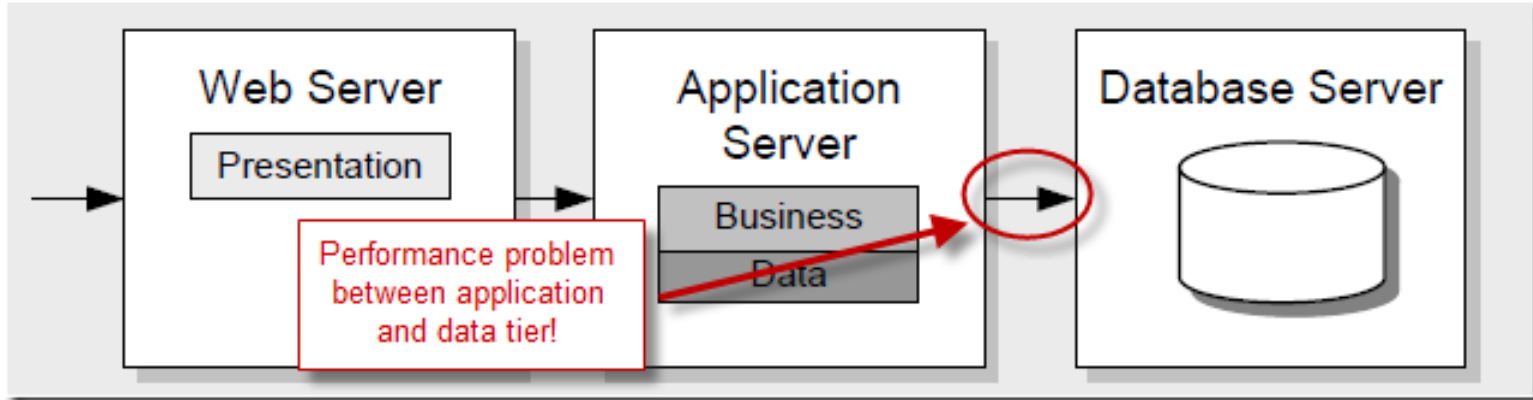 Web Server
Presentation
Performance problem
between application
and data tier!
Application
Server
Business
Data
Database Server